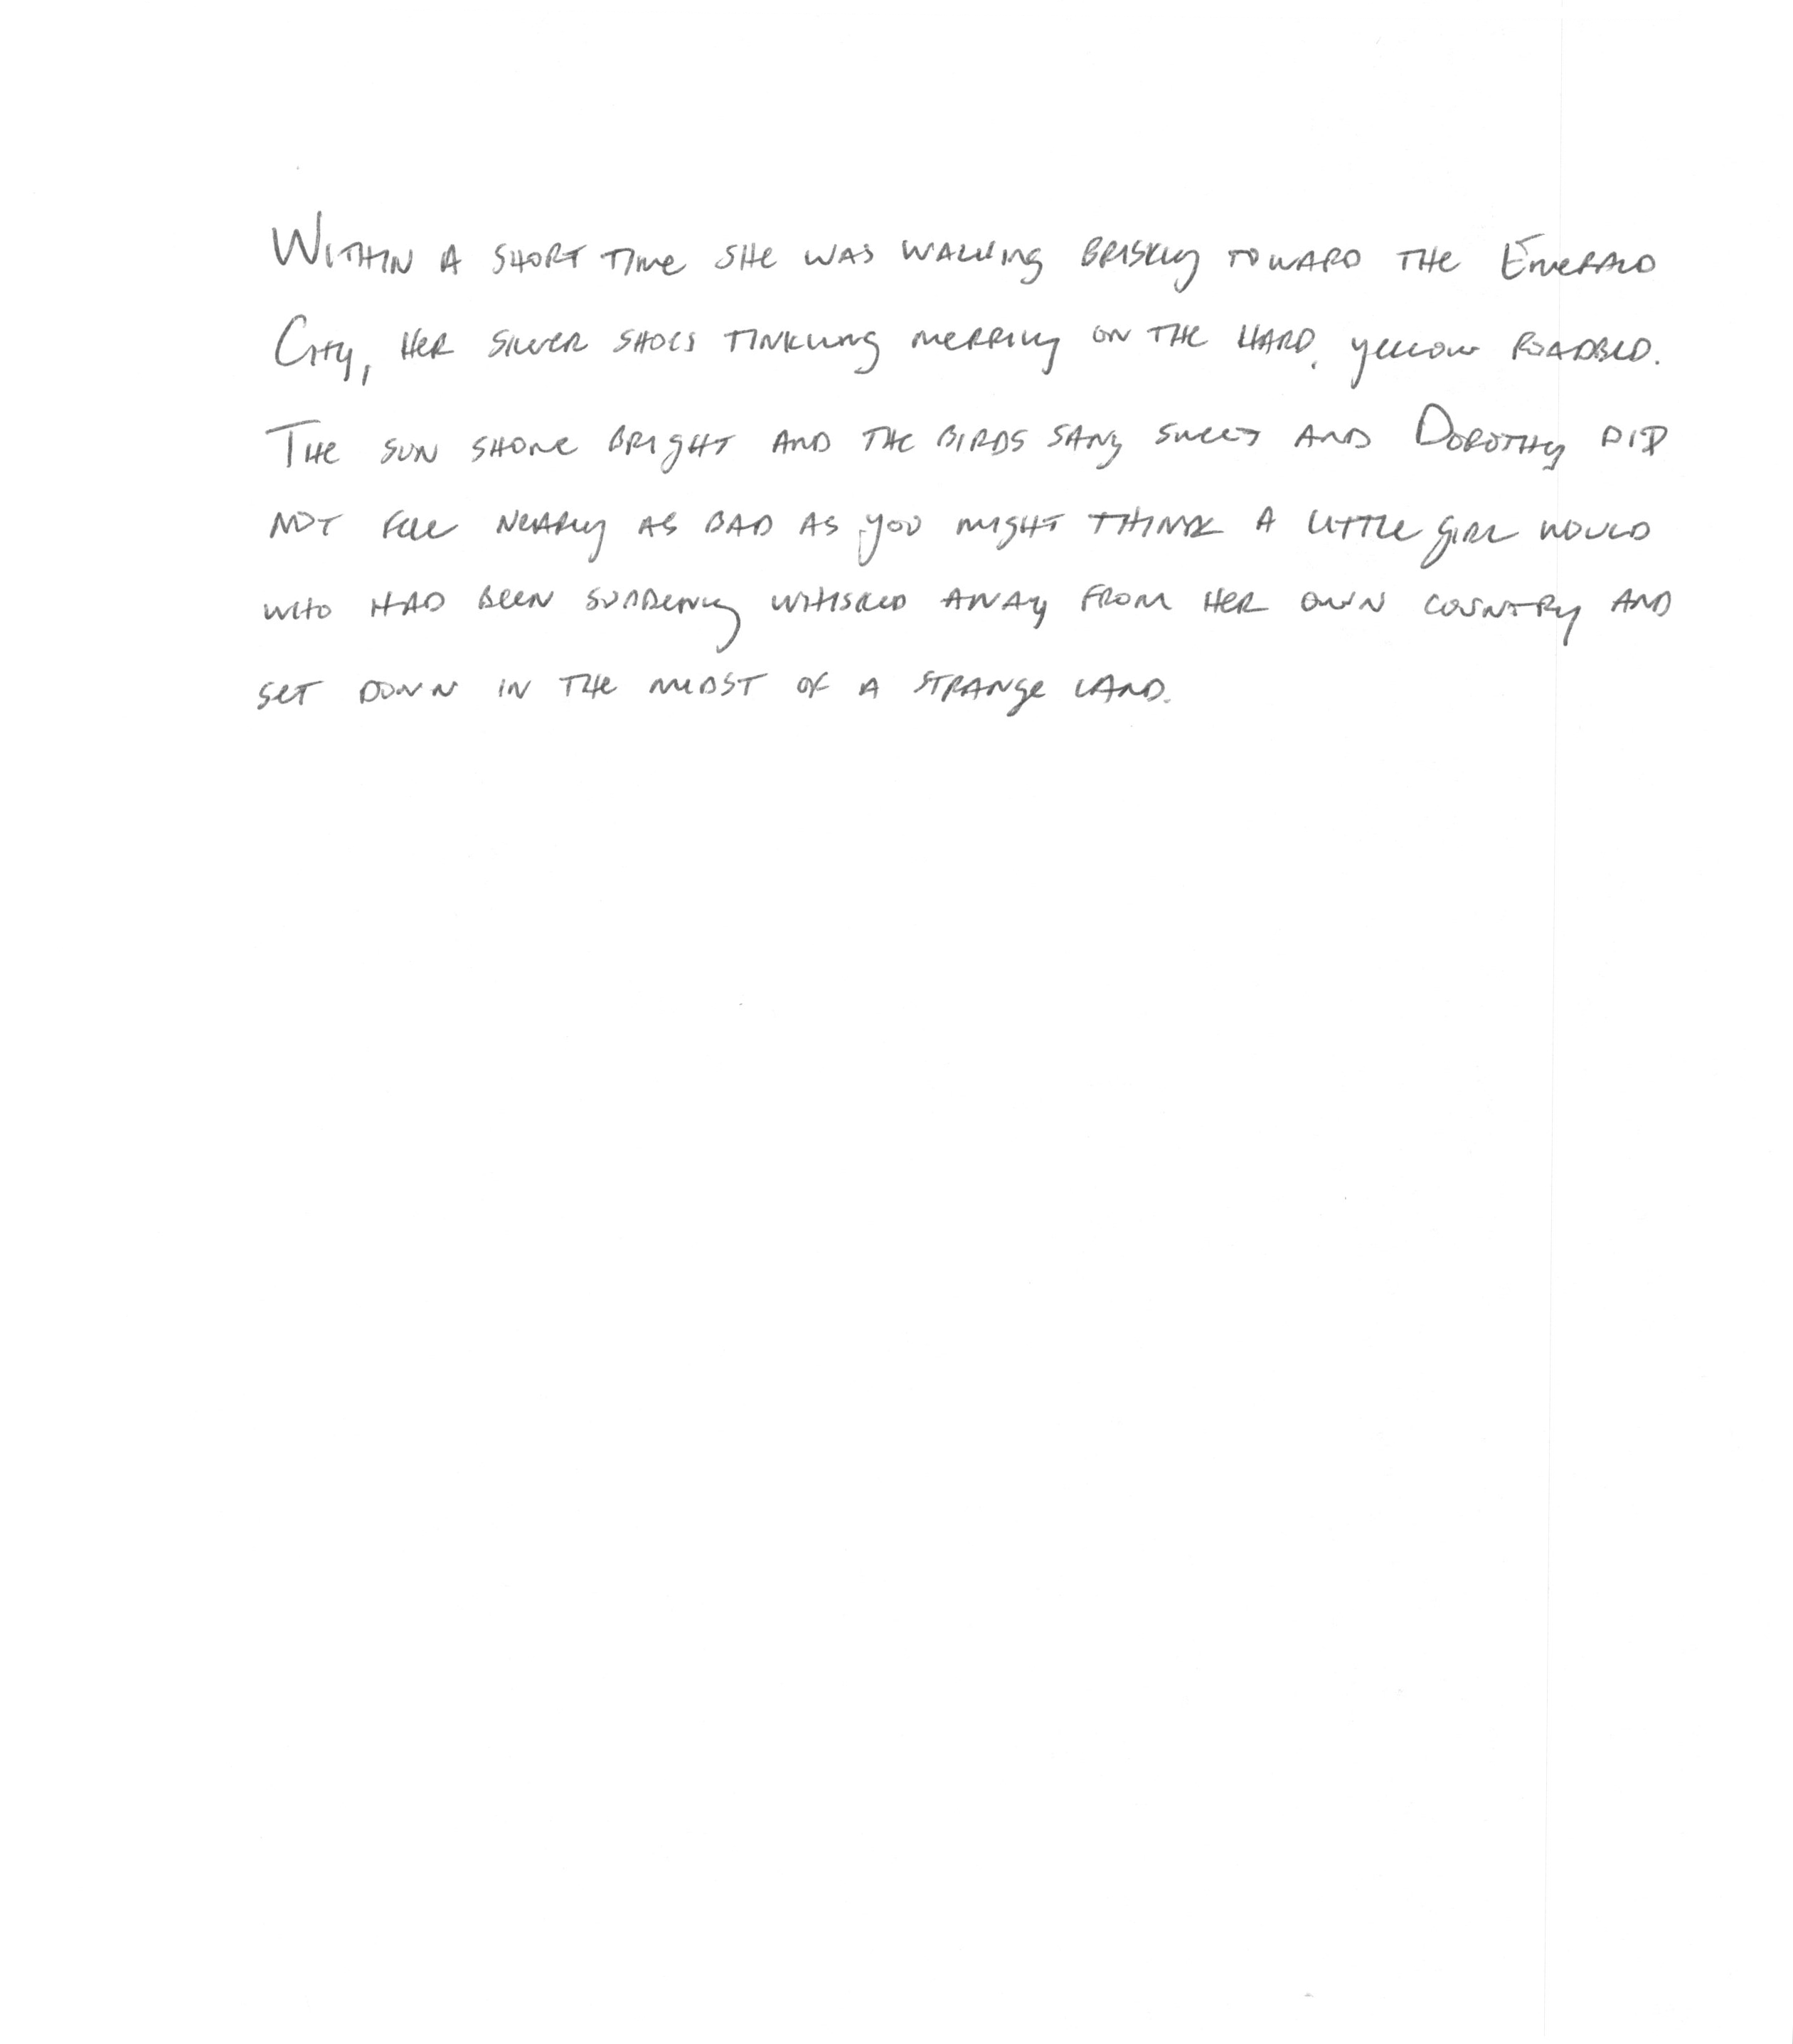 Within a short time she was walking briskly toward the Emerald
City, her silver shoes tinkling merrily on the hard, yellow roadbed.
The sun shone bright and the birds sang sweet and Dorothy did
not feel nearly as bad as you might think a little girl would
who had been suddenly whisked away from her own country and
set down in the midst of a strange land.